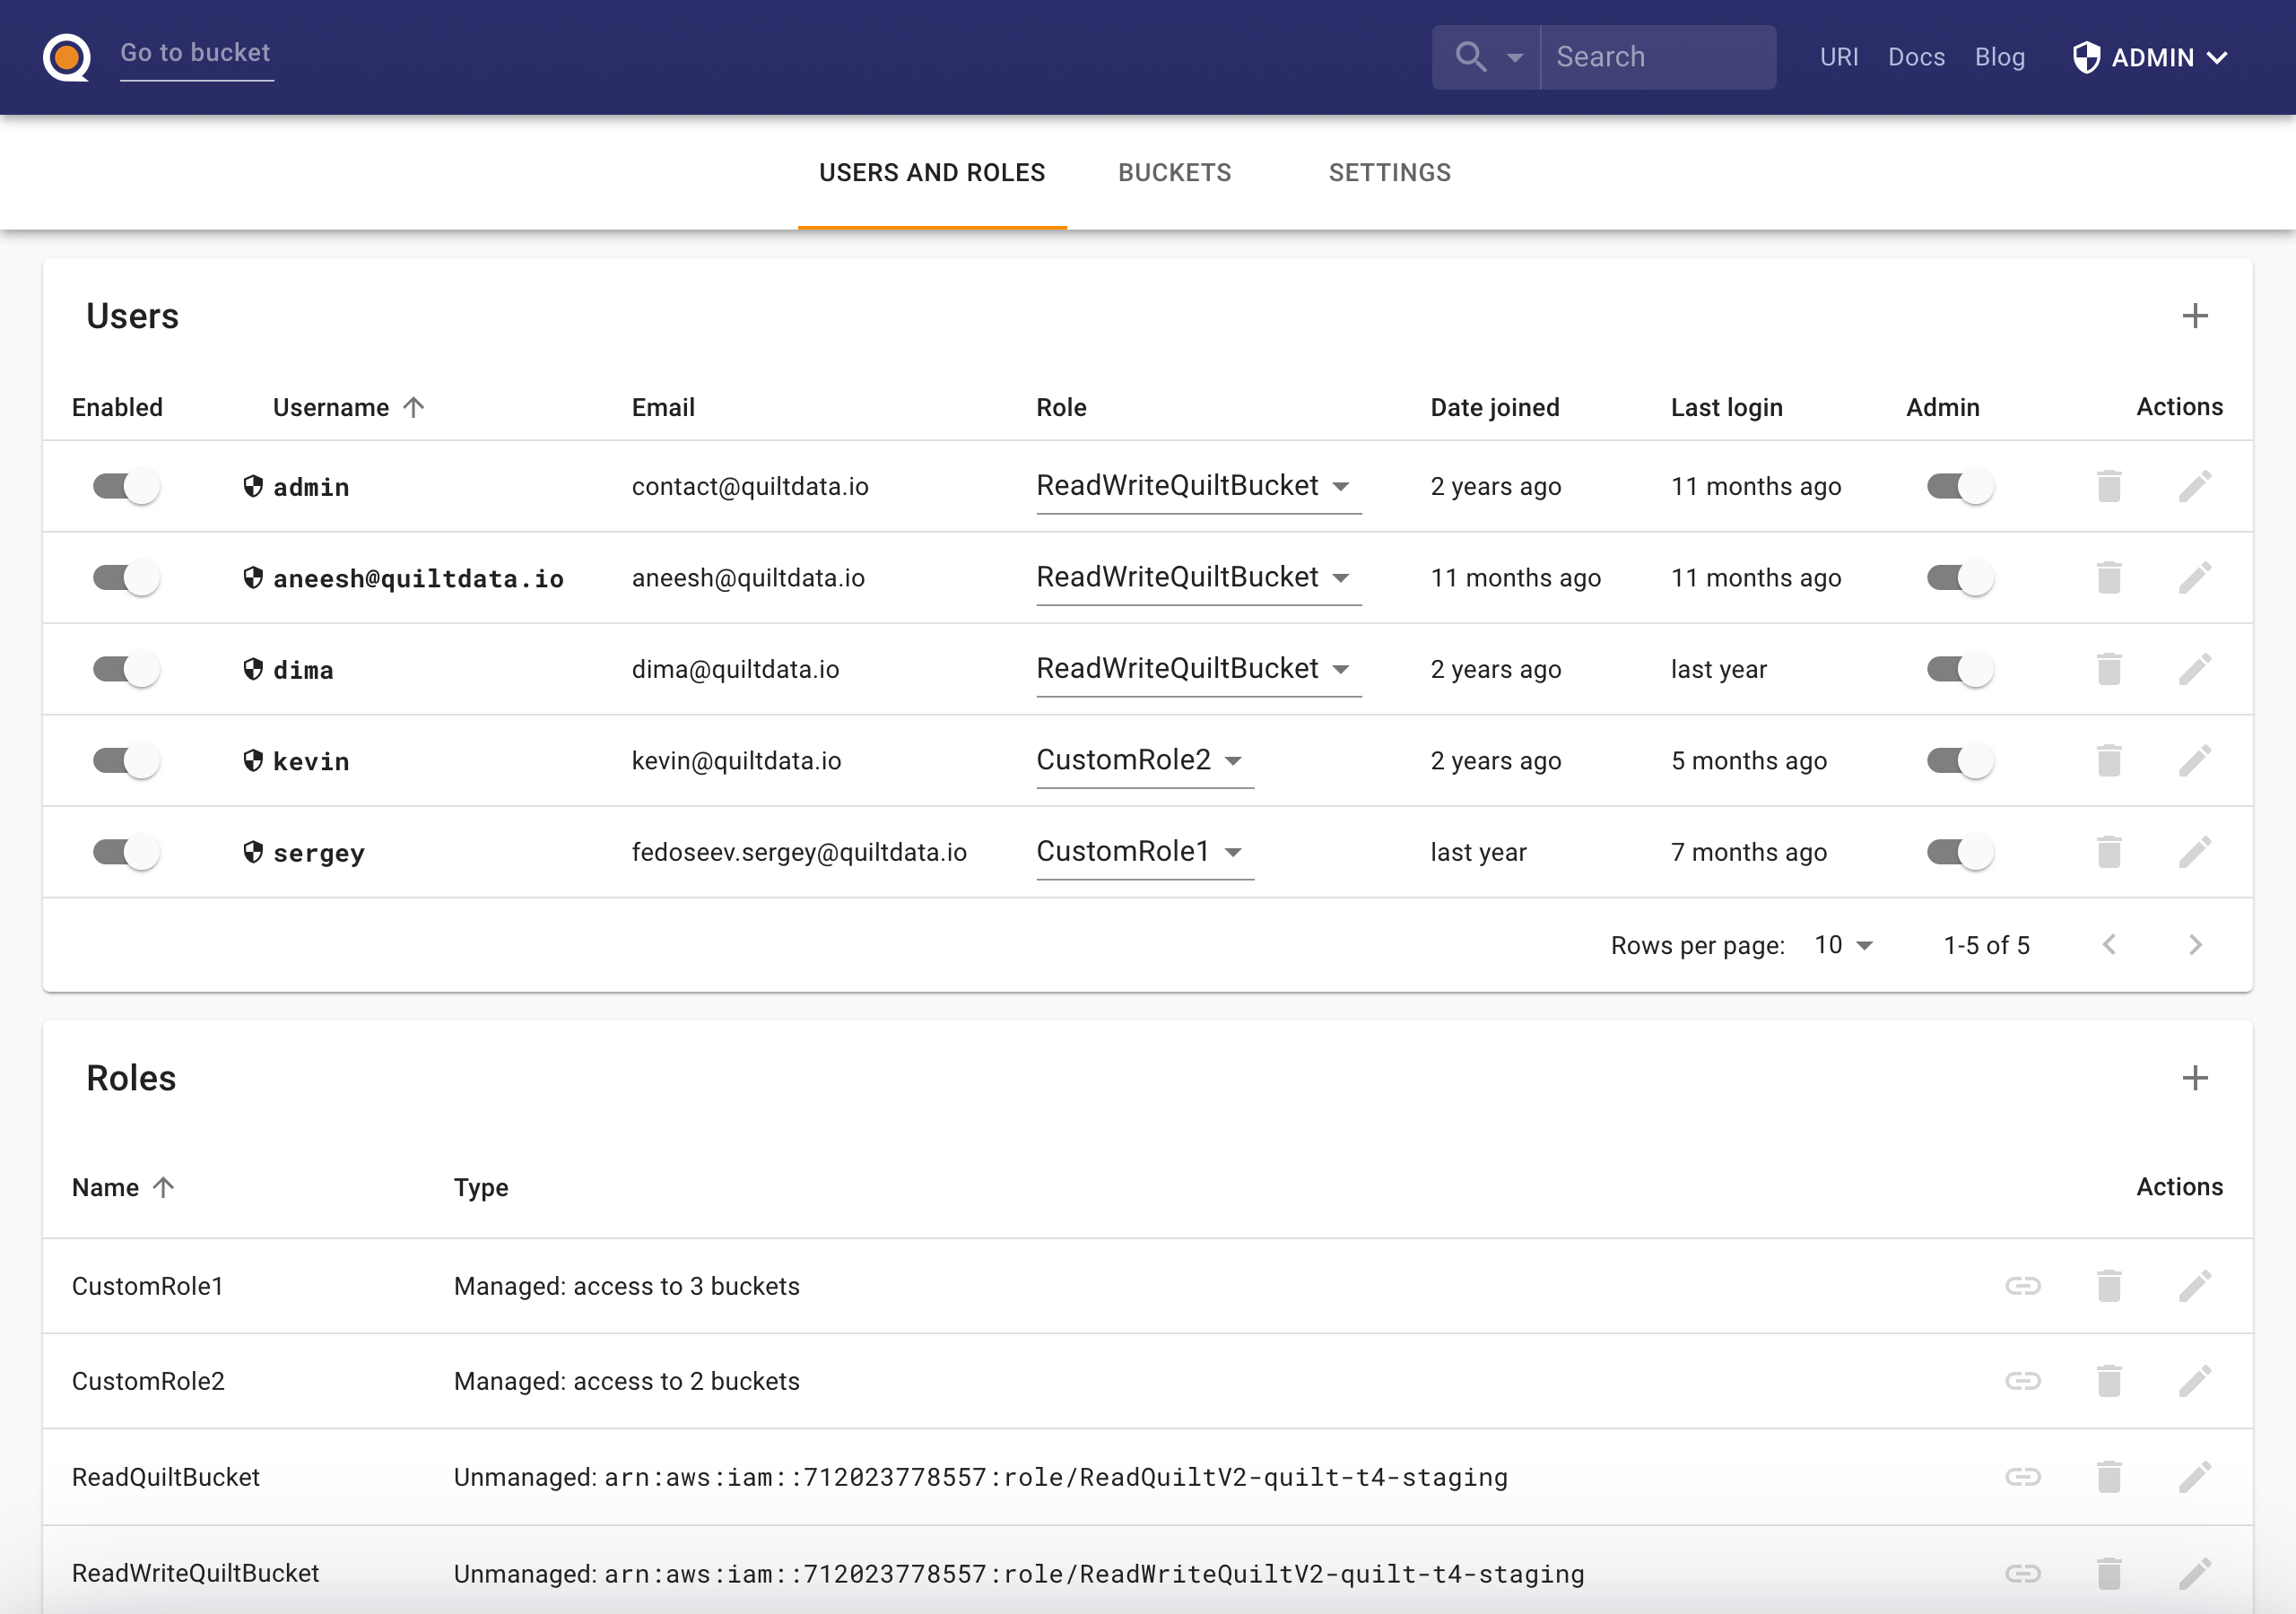 Go to bucket
Search
URI Docs Blog ADMIN
USERS AND ROLES BUCKETS SETTINGS
Users
Enabled Username Email Role Date joined Last login Admin Actions
admin contact@quiltdata.io ReadWriteQuiltBucket 2 years ago 11 months ago
aneesh@quiltdata.io aneesh@quiltdata.io ReadWriteQuiltBucket 11 months ago 11 months ago
dima dima@quiltdata.io ReadWriteQuiltBucket 2 years ago last year
kevin kevin@quiltdata.io CustomRole2 2 years ago 5 months ago
sergey fedoseev.sergey@quiltdata.io CustomRole1 last year 7 months ago
Rows per page: 10 1-5 of 5
Roles
Name Type Actions
CustomRole1 Managed: access to 3 buckets
CustomRole2 Managed: access to 2 buckets
ReadQuiltBucket Unmanaged: arn:aws:iam::712023778557:role/ReadQuiltV2-quilt-t4-staging
ReadWriteQuiltBucket Unmanaged: arn:aws:iam::712023778557:role/ReadWriteQuiltV2-quilt-t4-staging